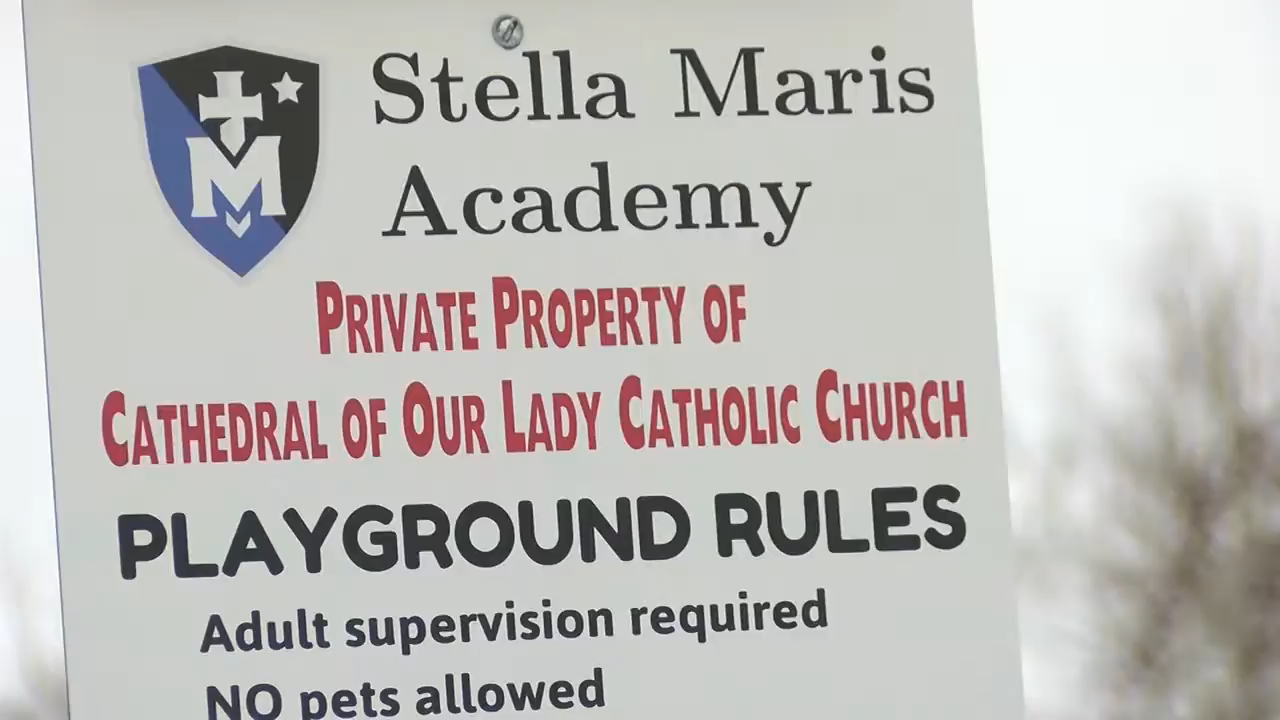 Stella Maris
Academy
PRIVATE PROPERTY OF
CATHEDRAL OF OUR LADY CATHOLIC CHURCH
PLAYGROUND RULES
Adult supervision required
NO pets allowed